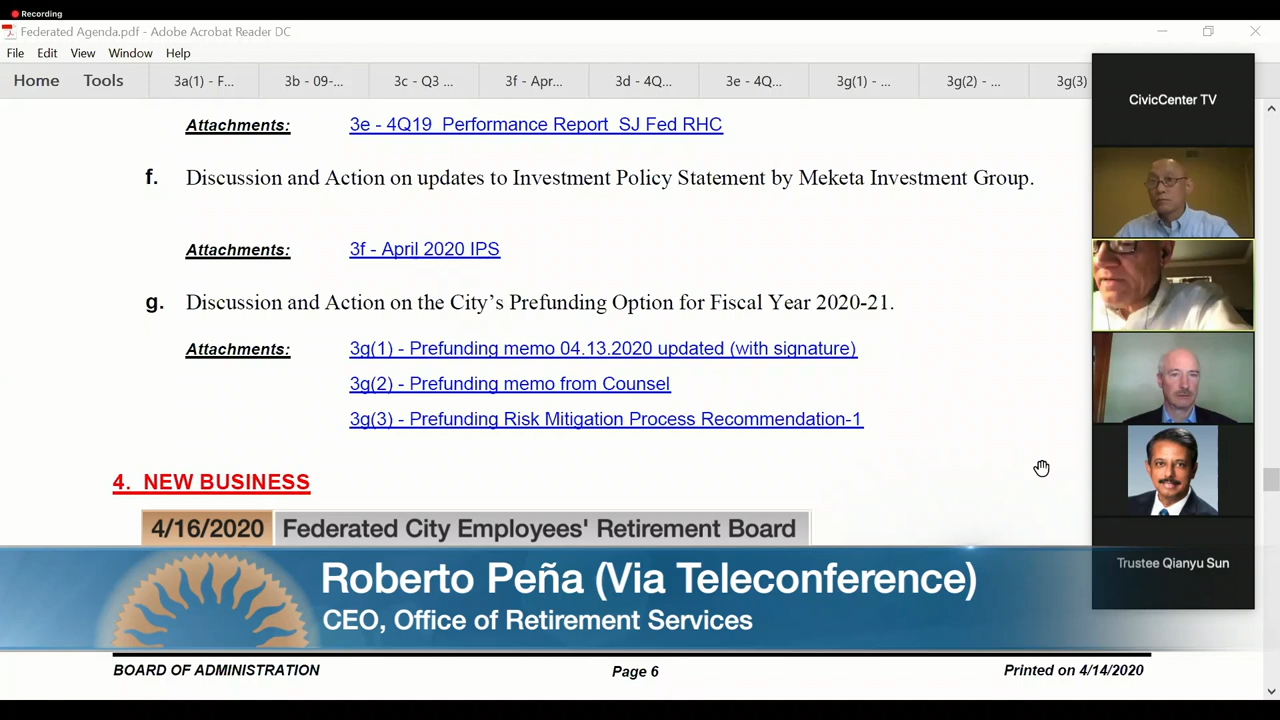 Recording
Federated Agenda.pdf - Adobe Acrobat Reader DC
File Edit View Window Help
Home Tools 3a(1) - F... 3b - 09-... 3c - Q3 ... 3f - Apr... 3d - 4Q... 3e - 4Q... 3g(1) - ... 3g(2) - ... 3g(3)
CivicCenter TV
Attachments: 3e - 4Q19 Performance Report SJ Fed RHC
f. Discussion and Action on updates to Investment Policy Statement by Meketa Investment Group.
Attachments: 3f - April 2020 IPS
g. Discussion and Action on the City's Prefunding Option for Fiscal Year 2020-21.
Attachments: 3g(1) - Prefunding memo 04.13.2020 updated (with signature)
3g(2) - Prefunding memo from Counsel
3g(3) - Prefunding Risk Mitigation Process Recommendation-1
4. NEW BUSINESS
4/16/2020 Federated City Employees' Retirement Board
Trustee Qianyu Sun
Roberto Peña (Via Teleconference)
CEO, Office of Retirement Services
BOARD OF ADMINISTRATION Page 6 Printed on 4/14/2020